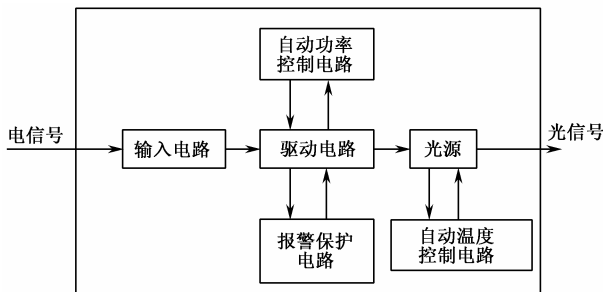 自动功率
控制电路
电信号
光信号
输入电路
驱动电路
光源
报警保护
电路
自动温度
控制电路